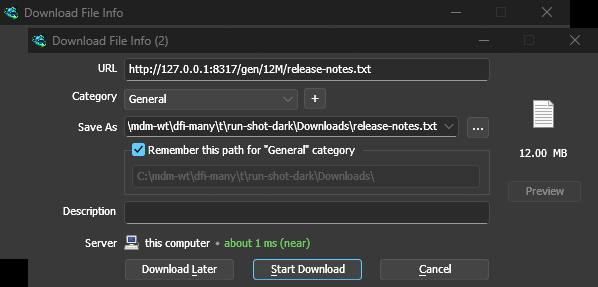 Download File Info
Download File Info (2)
URL http://127.0.0.1:8317/gen/12M/release-notes.txt
Category General +
Save As \mdm-wt\dfi-many\t\run-shot-dark\Downloads\release-notes.txt ...
Remember this path for "General" category
C:\mdm-wt\dfi-many\t\run-shot-dark\Downloads\
12.00 MB
Preview
Description
Server this computer • about 1 ms (near)
Download Later Start Download Cancel